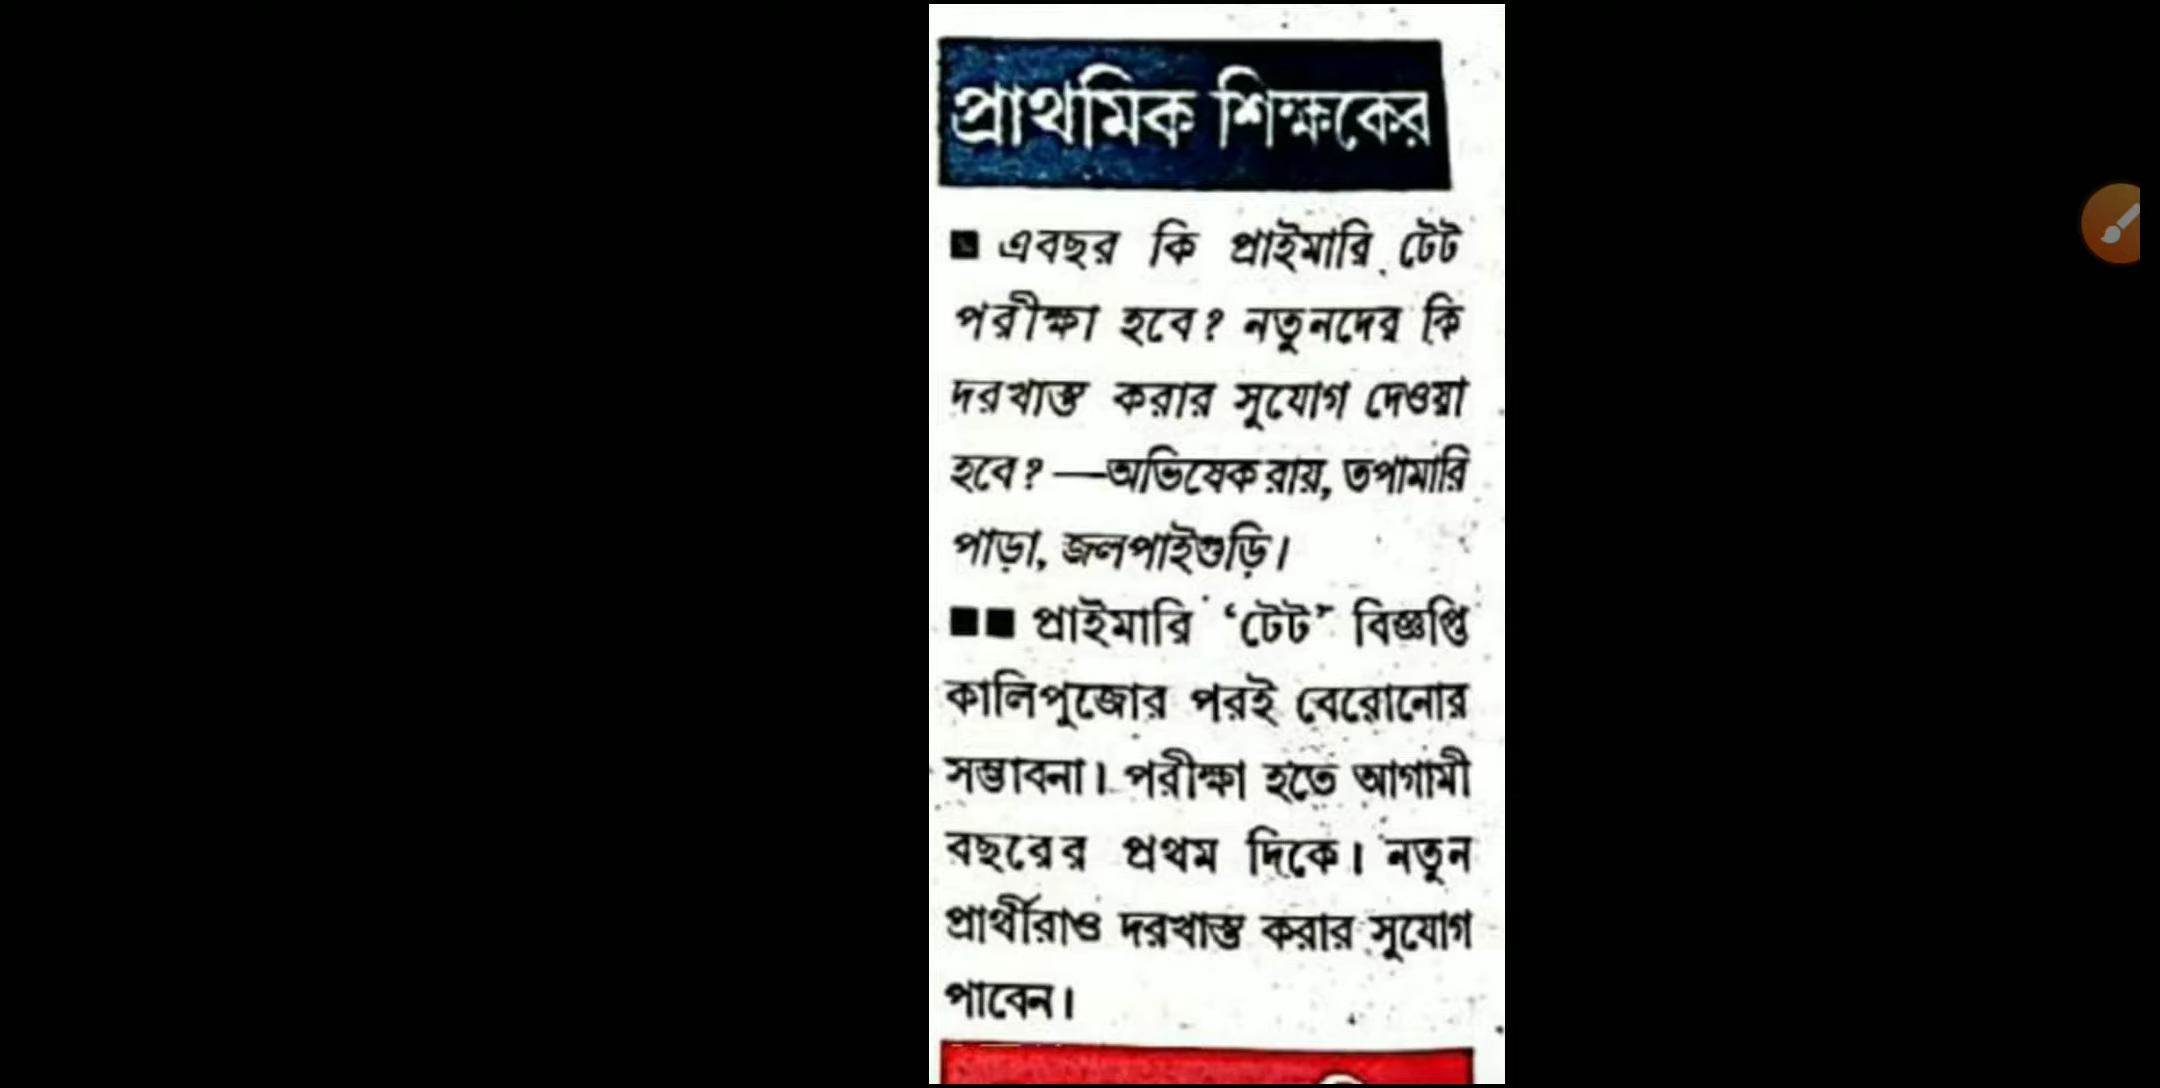 প্রাথমিক শিক্ষকের
■ এবছর কি প্রাইমারি টেট
পরীক্ষা হবে? নতুনদের কি
দরখাস্ত করার সুযোগ দেওয়া
হবে? —অভিষেক রায়, তপামারি
পাড়া, জলপাইগুড়ি।
■■ প্রাইমারি ‘টেট’ বিজ্ঞপ্তি
কালিপুজোর পরই বেরোনোর
সম্ভাবনা। পরীক্ষা হতে আগামী
বছরের প্রথম দিকে। নতুন
প্রার্থীরাও দরখাস্ত করার সুযোগ
পাবেন।